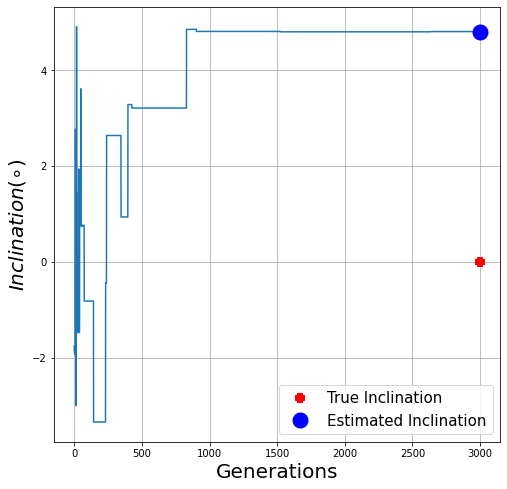 4
2
0
−2
Inclination(∘)
0
500
1000
1500
2000
2500
3000
Generations
True Inclination
Estimated Inclination